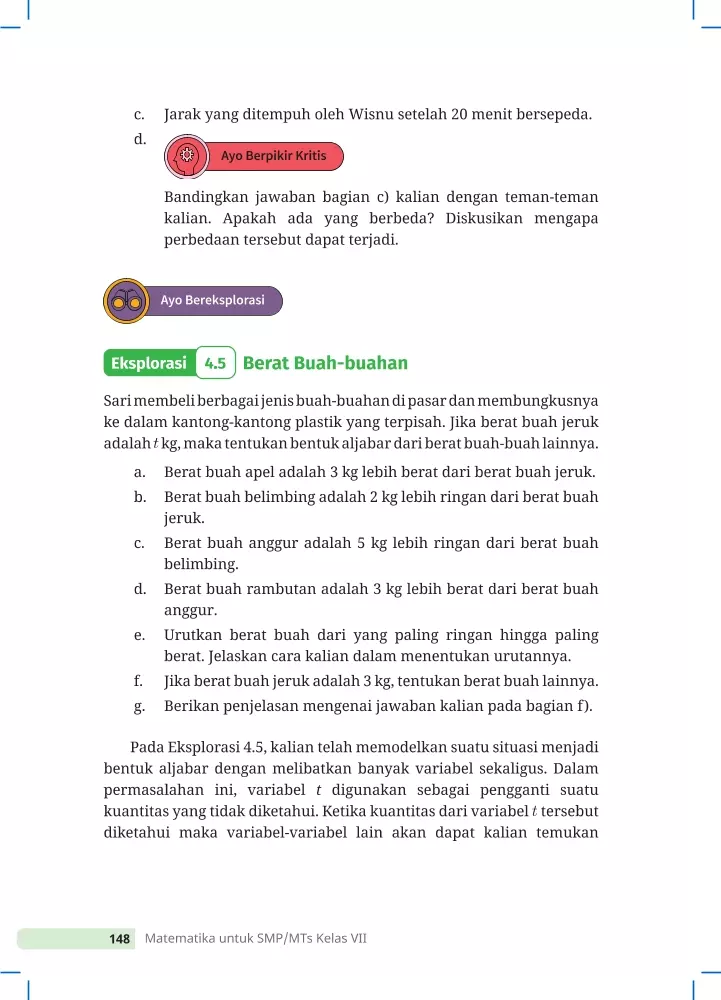 c. Jarak yang ditempuh oleh Wisnu setelah 20 menit bersepeda.
d.
Ayo Berpikir Kritis
Bandingkan jawaban bagian c) kalian dengan teman-teman
kalian. Apakah ada yang berbeda? Diskusikan mengapa
perbedaan tersebut dapat terjadi.
Ayo Bereksplorasi
Eksplorasi 4.5 Berat Buah-buahan
Sari membeli berbagai jenis buah-buahan di pasar dan membungkusnya
ke dalam kantong-kantong plastik yang terpisah. Jika berat buah jeruk
adalah t kg, maka tentukan bentuk aljabar dari berat buah-buah lainnya.
a. Berat buah apel adalah 3 kg lebih berat dari berat buah jeruk.
b. Berat buah belimbing adalah 2 kg lebih ringan dari berat buah
jeruk.
c. Berat buah anggur adalah 5 kg lebih ringan dari berat buah
belimbing.
d. Berat buah rambutan adalah 3 kg lebih berat dari berat buah
anggur.
e. Urutkan berat buah dari yang paling ringan hingga paling
berat. Jelaskan cara kalian dalam menentukan urutannya.
f. Jika berat buah jeruk adalah 3 kg, tentukan berat buah lainnya.
g. Berikan penjelasan mengenai jawaban kalian pada bagian f).
Pada Eksplorasi 4.5, kalian telah memodelkan suatu situasi menjadi
bentuk aljabar dengan melibatkan banyak variabel sekaligus. Dalam
permasalahan ini, variabel t digunakan sebagai pengganti suatu
kuantitas yang tidak diketahui. Ketika kuantitas dari variabel t tersebut
diketahui maka variabel-variabel lain akan dapat kalian temukan
148 Matematika untuk SMP/MTs Kelas VII